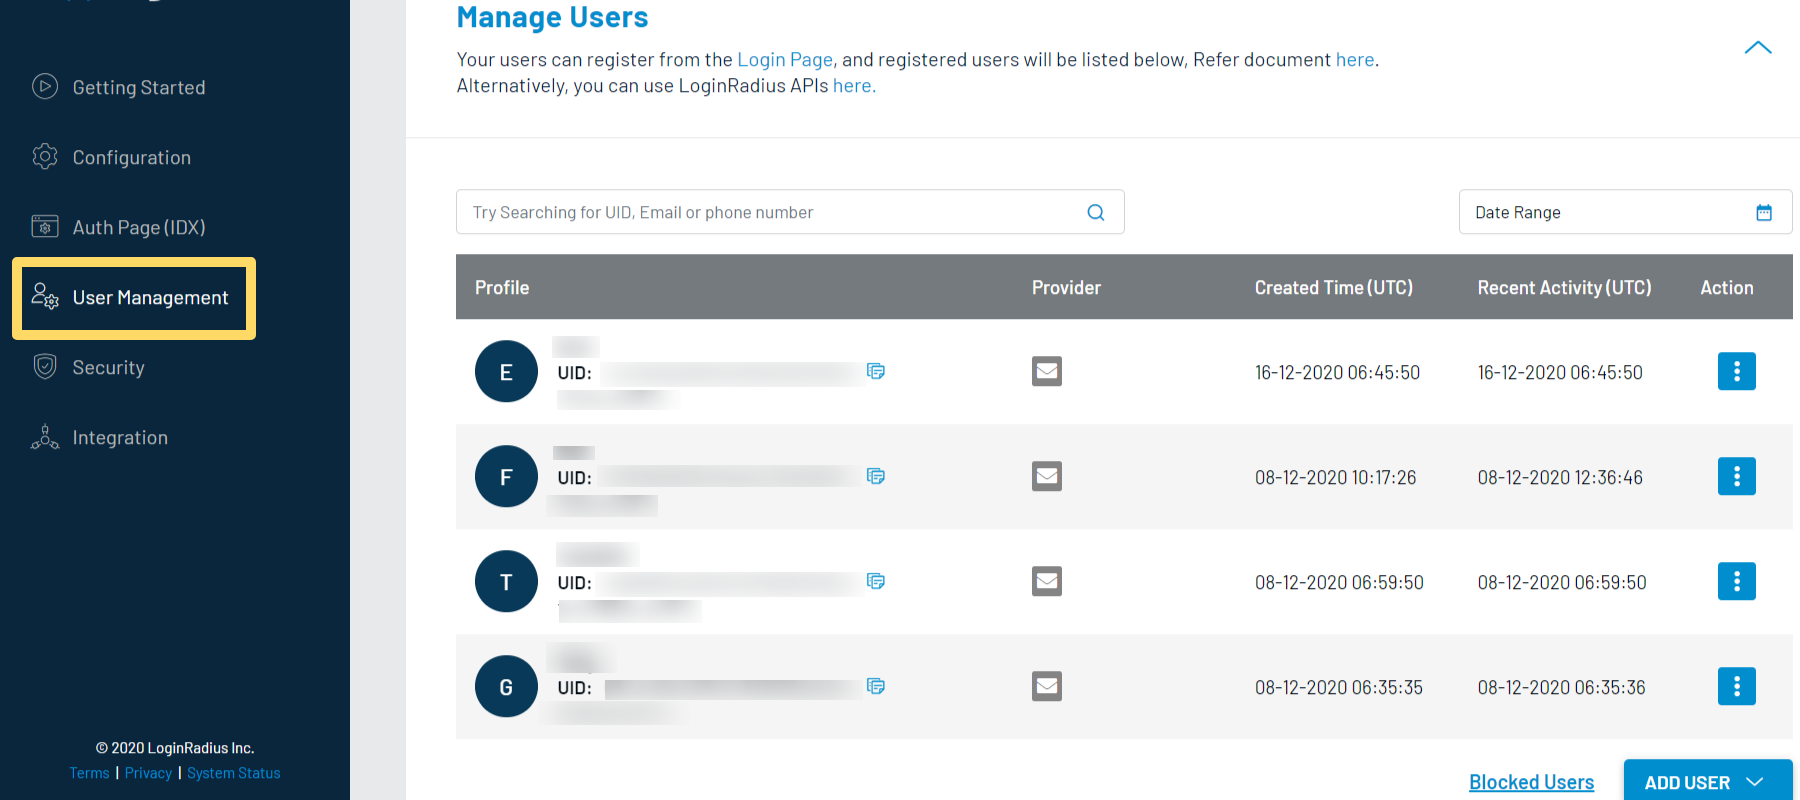 Manage Users
Your users can register from the Login Page, and registered users will be listed below, Refer document here.
Alternatively, you can use LoginRadius APIs here.
Getting Started
Configuration
Auth Page (IDX)
User Management
Security
Integration
© 2020 LoginRadius Inc.
Terms | Privacy | System Status
Try Searching for UID, Email or phone number
Date Range
Profile Provider Created Time (UTC) Recent Activity (UTC) Action
E UID: 16-12-2020 06:45:50 16-12-2020 06:45:50
F UID: 08-12-2020 10:17:26 08-12-2020 12:36:46
T UID: 08-12-2020 06:59:50 08-12-2020 06:59:50
G UID: 08-12-2020 06:35:35 08-12-2020 06:35:36
Blocked Users ADD USER